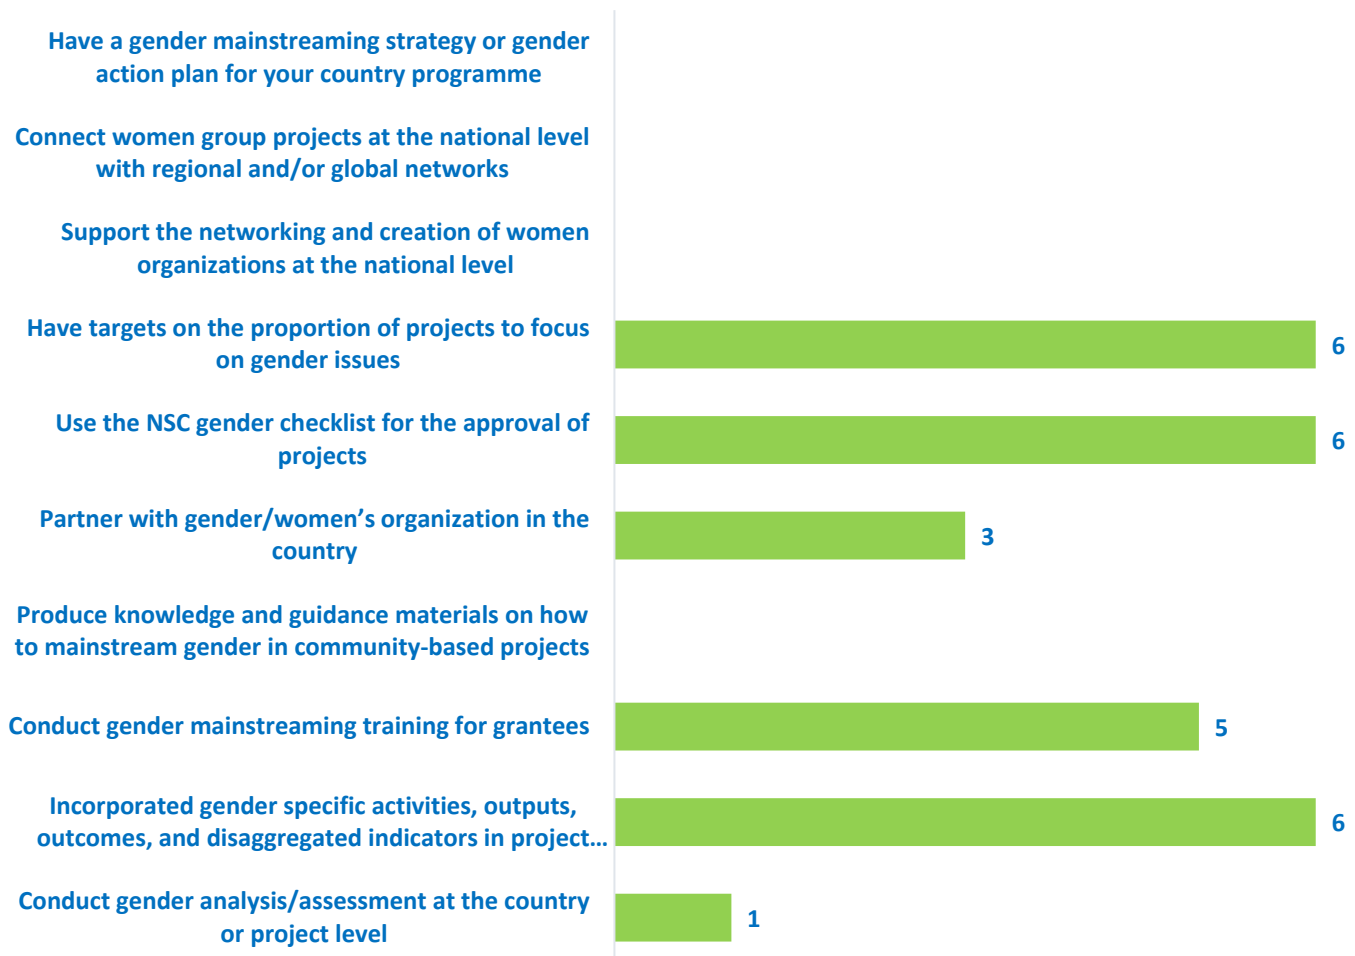 Have a gender mainstreaming strategy or gender
action plan for your country programme
Connect women group projects at the national level
with regional and/or global networks
Support the networking and creation of women
organizations at the national level
Have targets on the proportion of projects to focus
on gender issues
6
Use the NSC gender checklist for the approval of
projects
6
Partner with gender/women’s organization in the
country
3
Produce knowledge and guidance materials on how
to mainstream gender in community-based projects
Conduct gender mainstreaming training for grantees
5
Incorporated gender specific activities, outputs,
outcomes, and disaggregated indicators in project…
6
Conduct gender analysis/assessment at the country
or project level
1